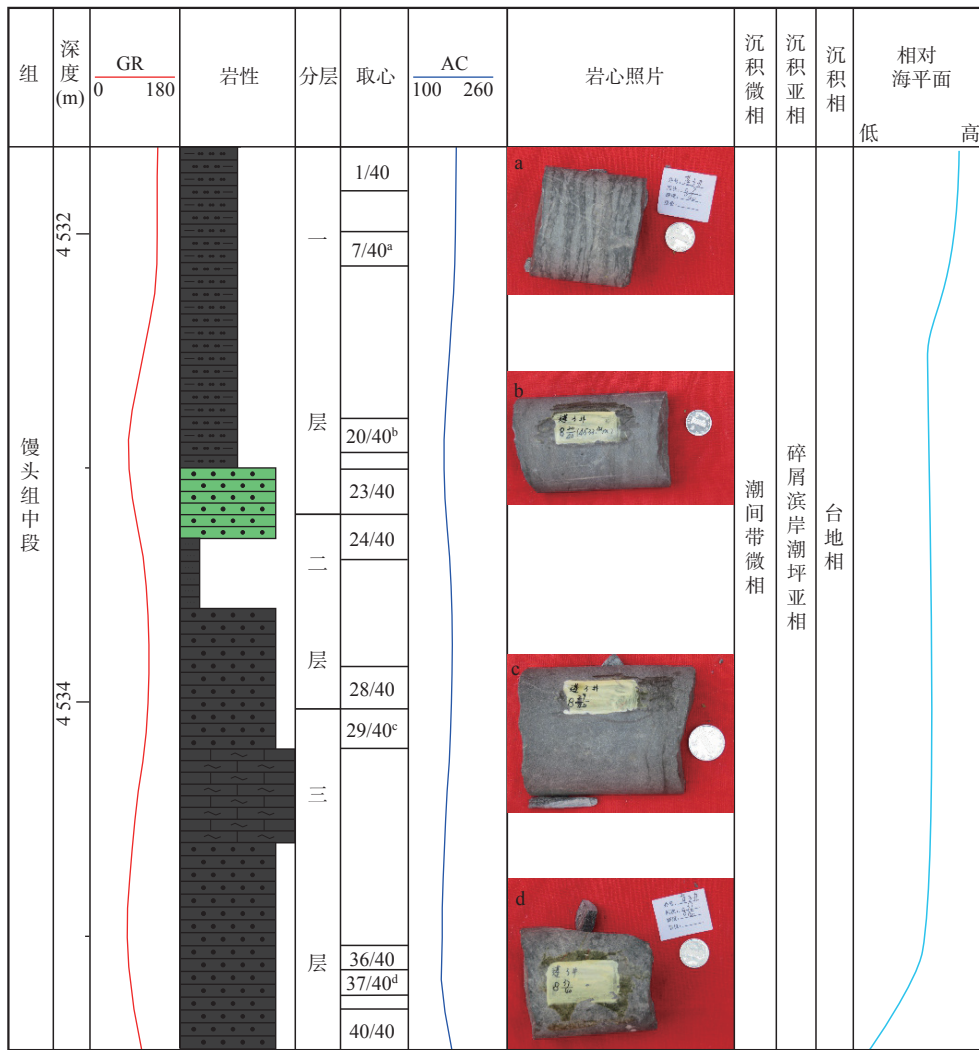 组
深度(m)
GR
0 180
岩性
分层
取心
AC
100 260
岩心照片
沉积微相
沉积亚相
沉积相
相对
海平面
低 高
馒头组中段
4 532
4 534
一层
二层
三层
1/40
7/40a
20/40b
23/40
24/40
28/40
29/40c
36/40
37/40d
40/40
a
b
c
d
潮间带微相
碎屑滨岸潮坪亚相
台地相